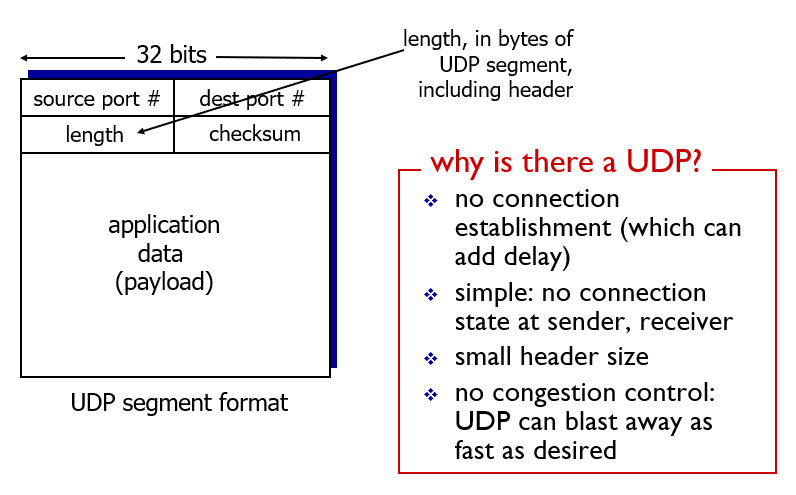 32 bits
length, in bytes of
UDP segment,
including header
source port #
dest port #
length
checksum
application
data
(payload)
UDP segment format
why is there a UDP?
no connection
establishment (which can
add delay)
simple: no connection
state at sender, receiver
small header size
no congestion control:
UDP can blast away as
fast as desired